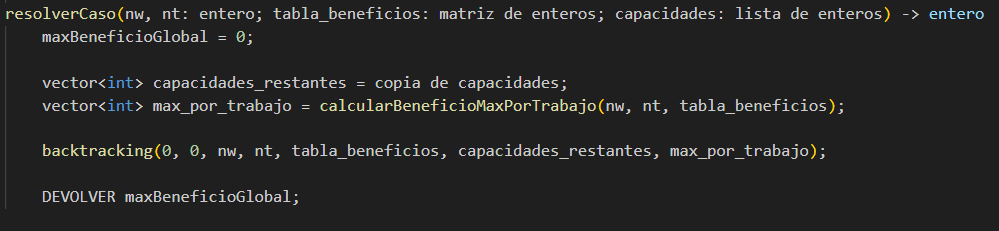 resolverCaso(nw, nt: entero; tabla_beneficios: matriz de enteros; capacidades: lista de enteros) -> entero
    maxBeneficioGlobal = 0;
    vector<int> capacidades_restantes = copia de capacidades;
    vector<int> max_por_trabajo = calcularBeneficioMaxPorTrabajo(nw, nt, tabla_beneficios);
    backtracking(0, 0, nw, nt, tabla_beneficios, capacidades_restantes, max_por_trabajo);
    DEVOLVER maxBeneficioGlobal;